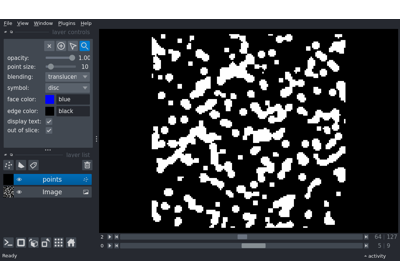 File View Window Plugins Help
layer controls
opacity: 1.00
point size: 10
blending: translucen
symbol: disc
face color: blue
edge color: black
display text:
out of slice:
layer list
points
Image
2 64 127
0 5 9
Ready activity